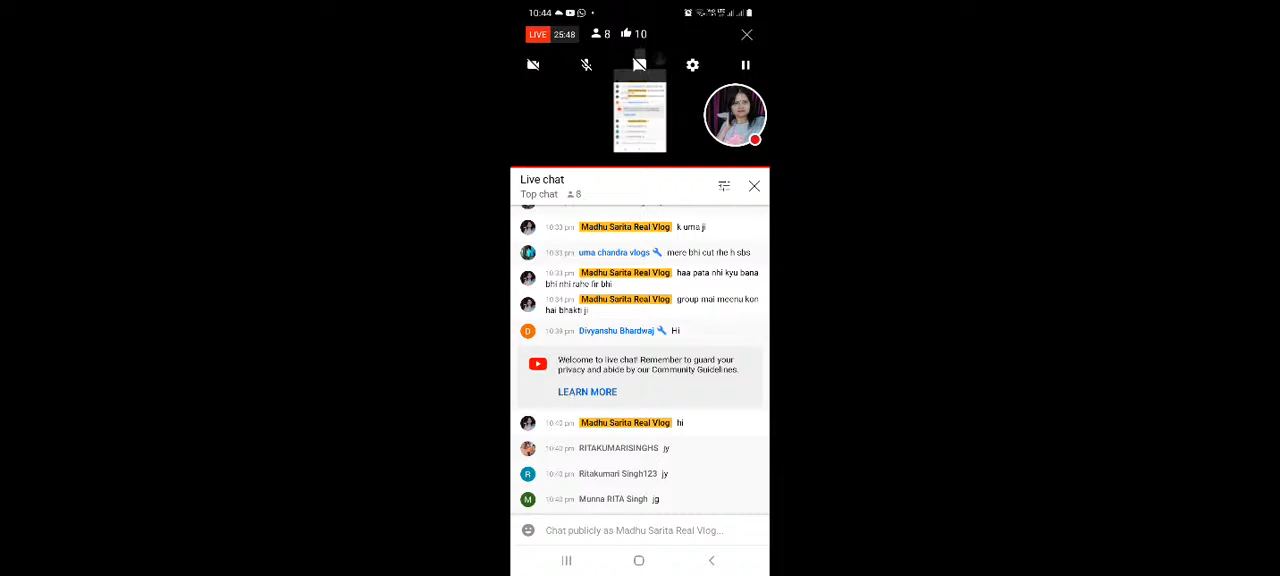 10:44
LIVE 25:48 8 10
Live chat
Top chat 8
10:33 pm Madhu Sarita Real Vlog k uma ji
10:33 pm uma chandra vlogs mere bhi cut rhe h sbs
10:33 pm Madhu Sarita Real Vlog haa pata nhi kyu bana
bhi nhi rahe fir bhi
10:34 pm Madhu Sarita Real Vlog group mai meenu kon
hai bhakti ji
D 10:39 pm Divyanshu Bhardwaj Hi
Welcome to live chat! Remember to guard your
privacy and abide by our Community Guidelines.
LEARN MORE
10:43 pm Madhu Sarita Real Vlog hi
10:43 pm RITAKUMARISINGHS jy
R 10:43 pm Ritakumari Singh123 jy
M 10:43 pm Munna RITA Singh jg
Chat publicly as Madhu Sarita Real Vlog...